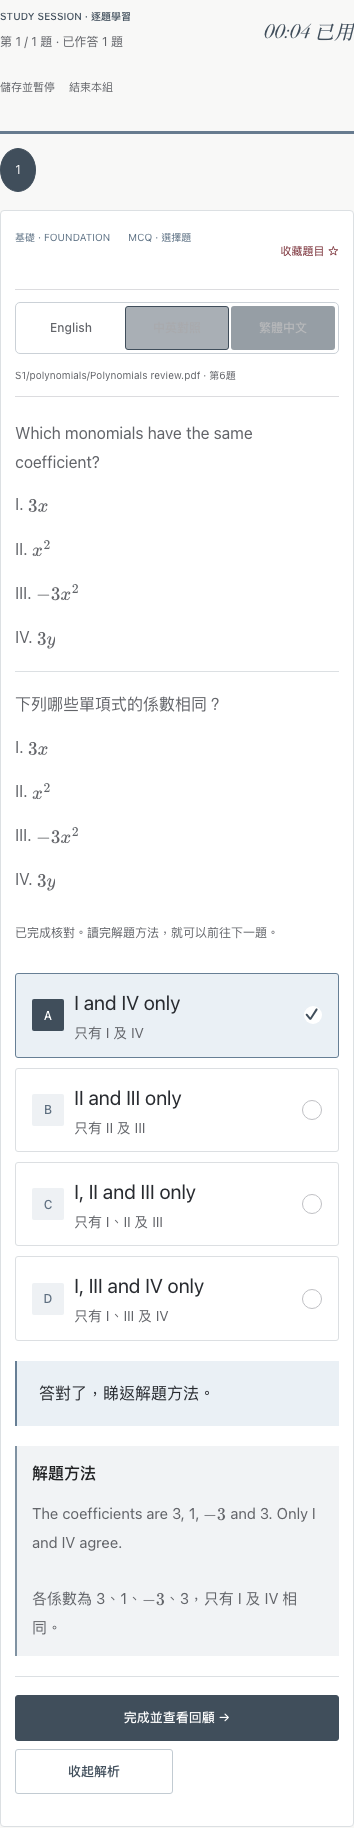 STUDY SESSION · 逐題學習
第 1 / 1 題 · 已作答 1 題
00:04 已用
儲存並暫停 結束本組
1
基礎 · FOUNDATION MCQ · 選擇題
收藏題目 ☆
English
繁體中文
S1/polynomials/Polynomials review.pdf · 第6題
Which monomials have the same
coefficient?
I. 3x
II. x²
III. −3x²
IV. 3y
下列哪些單項式的係數相同？
I. 3x
II. x²
III. −3x²
IV. 3y
已完成核對。讀完解題方法，就可以前往下一題。
A I and IV only
只有 I 及 IV
B II and III only
只有 II 及 III
C I, II and III only
只有 I、II 及 III
D I, III and IV only
只有 I、III 及 IV
答對了，睇返解題方法。
解題方法
The coefficients are 3, 1, −3 and 3. Only I
and IV agree.
各係數為 3、1、−3、3，只有 I 及 IV 相
同。
完成並查看回顧 →
收起解析